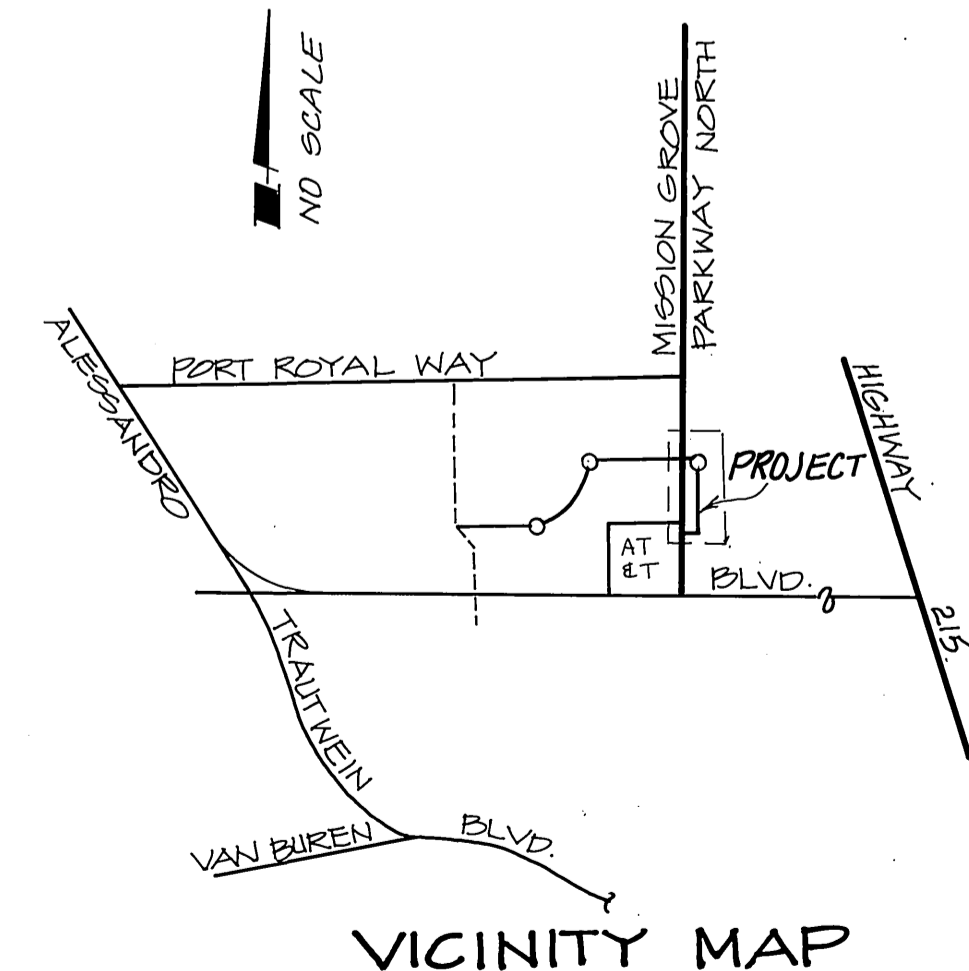 NO SCALE
MISSION GROVE
PARKWAY NORTH
ALESSANDRO
PORT ROYAL WAY
HIGHWAY
PROJECT
AT
&T
BLVD.
215.
TRAUTWEIN
VAN BUREN
BLVD.
VICINITY MAP